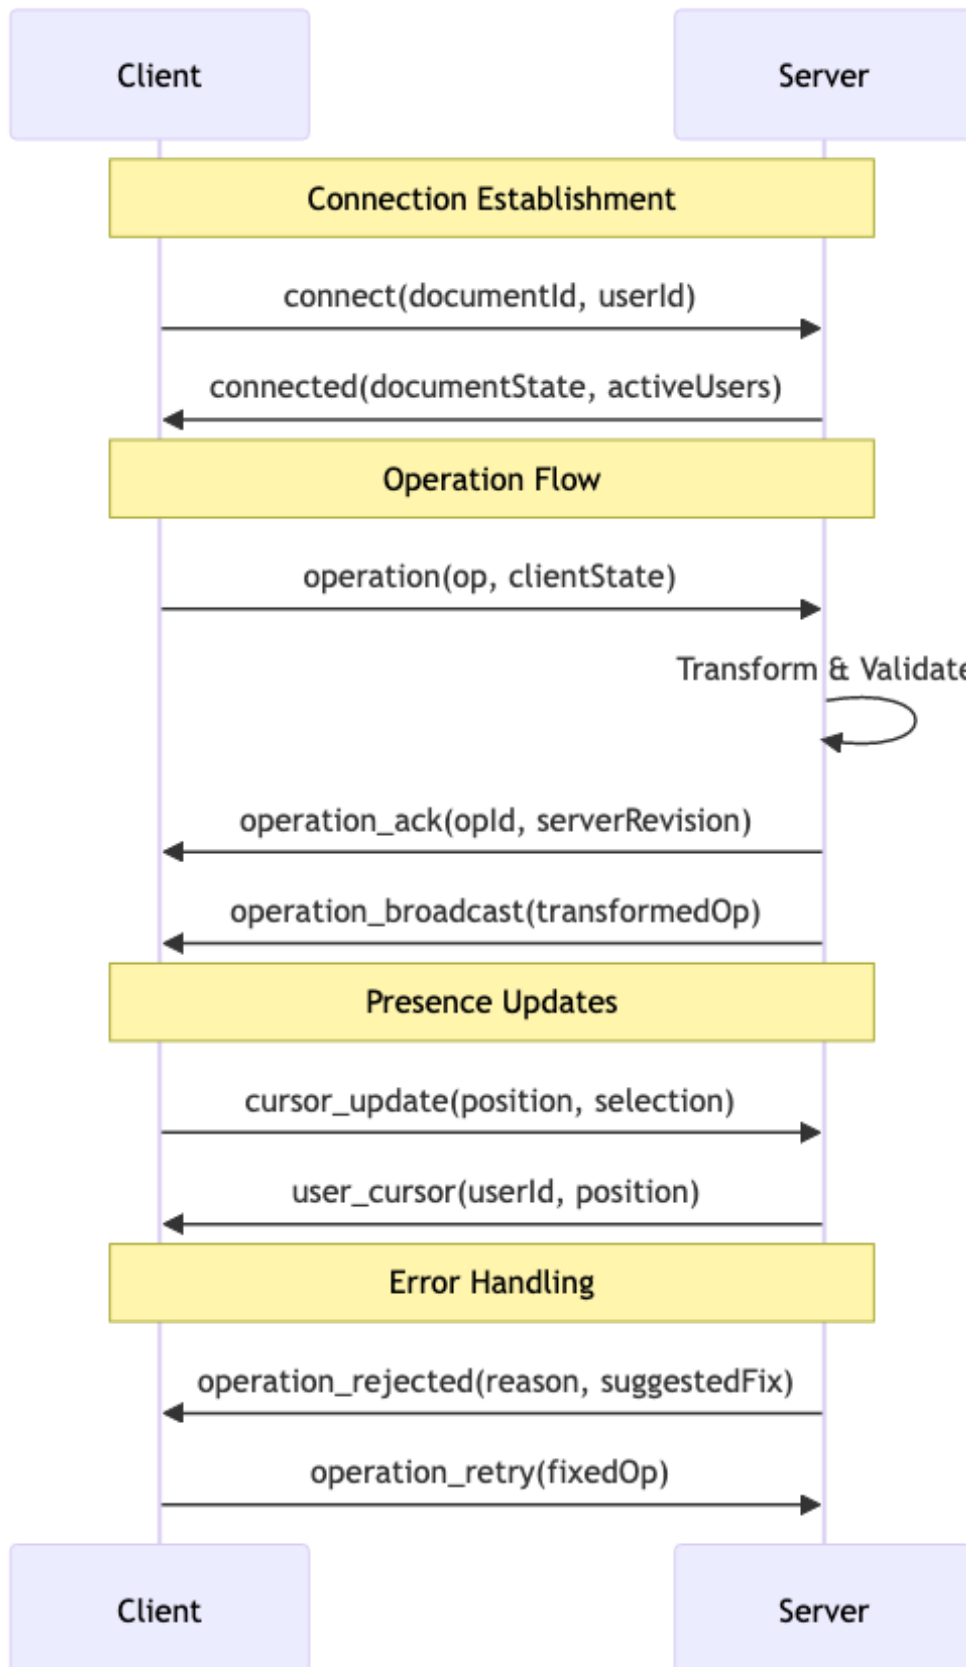 Client
Server
Connection Establishment
connect(documentId, userId)
connected(documentState, activeUsers)
Operation Flow
operation(op, clientState)
Transform & Validate
operation_ack(opId, serverRevision)
operation_broadcast(transformedOp)
Presence Updates
cursor_update(position, selection)
user_cursor(userId, position)
Error Handling
operation_rejected(reason, suggestedFix)
operation_retry(fixedOp)
Client
Server